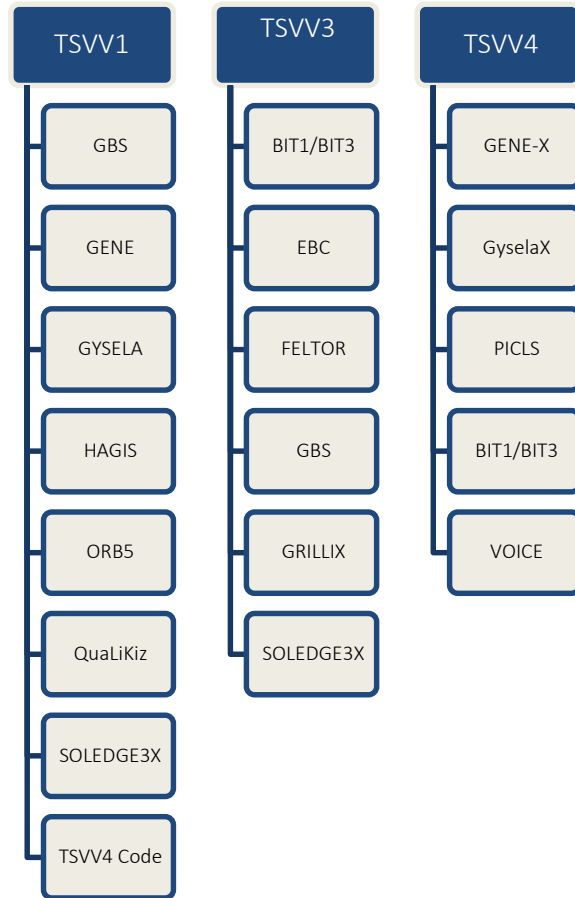 TSVV1
GBS
GENE
GYSELA
HAGIS
ORB5
QuaLiKiz
SOLEDGE3X
TSVV4 Code
TSVV3
BIT1/BIT3
EBC
FELTOR
GBS
GRILLIX
SOLEDGE3X
TSVV4
GENE-X
GyselaX
PICLS
BIT1/BIT3
VOICE